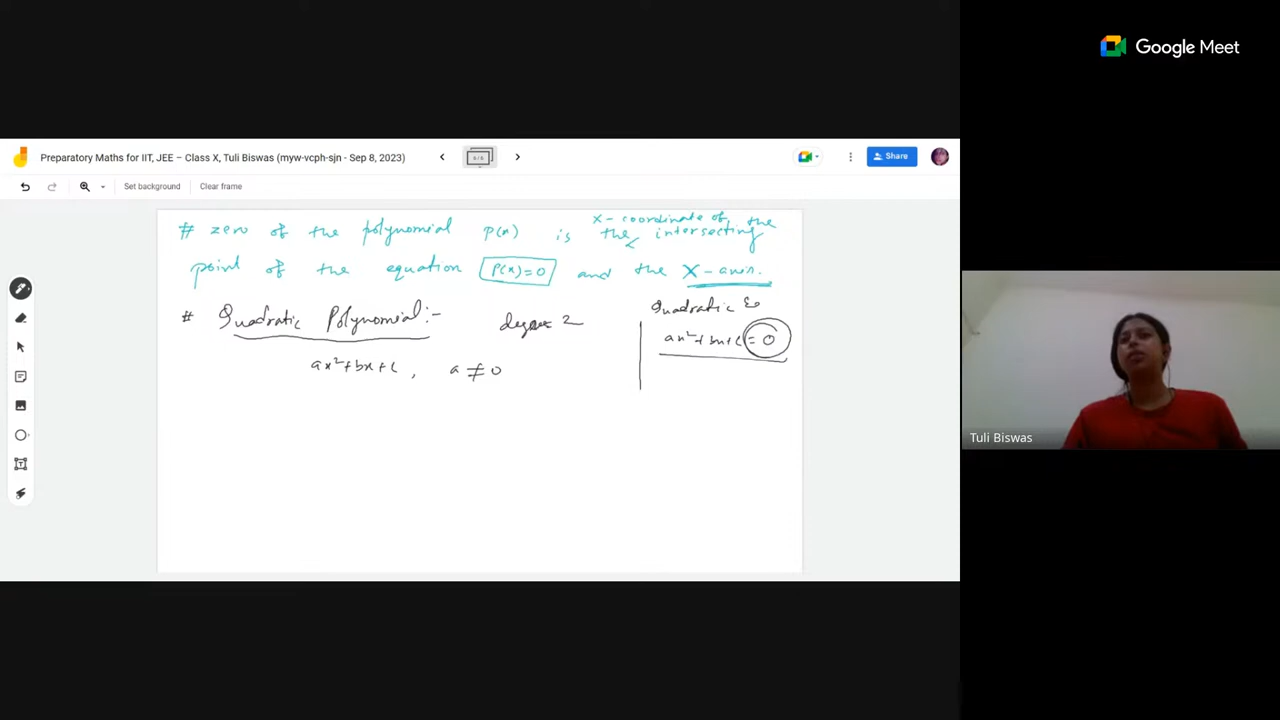 Google Meet
Preparatory Maths for IIT, JEE – Class X, Tuli Biswas (myw-vcph-sjn - Sep 8, 2023)
Share
Set background
Clear frame
# zero of the polynomial P(x) is the x-coordinate of the intersecting
point of the equation P(x)=0 and the X-axis.
# Quadratic Polynomial:- degree 2
ax²+bx+c, a ≠ 0
Quadratic Eq
ax²+bx+c = 0
Tuli Biswas